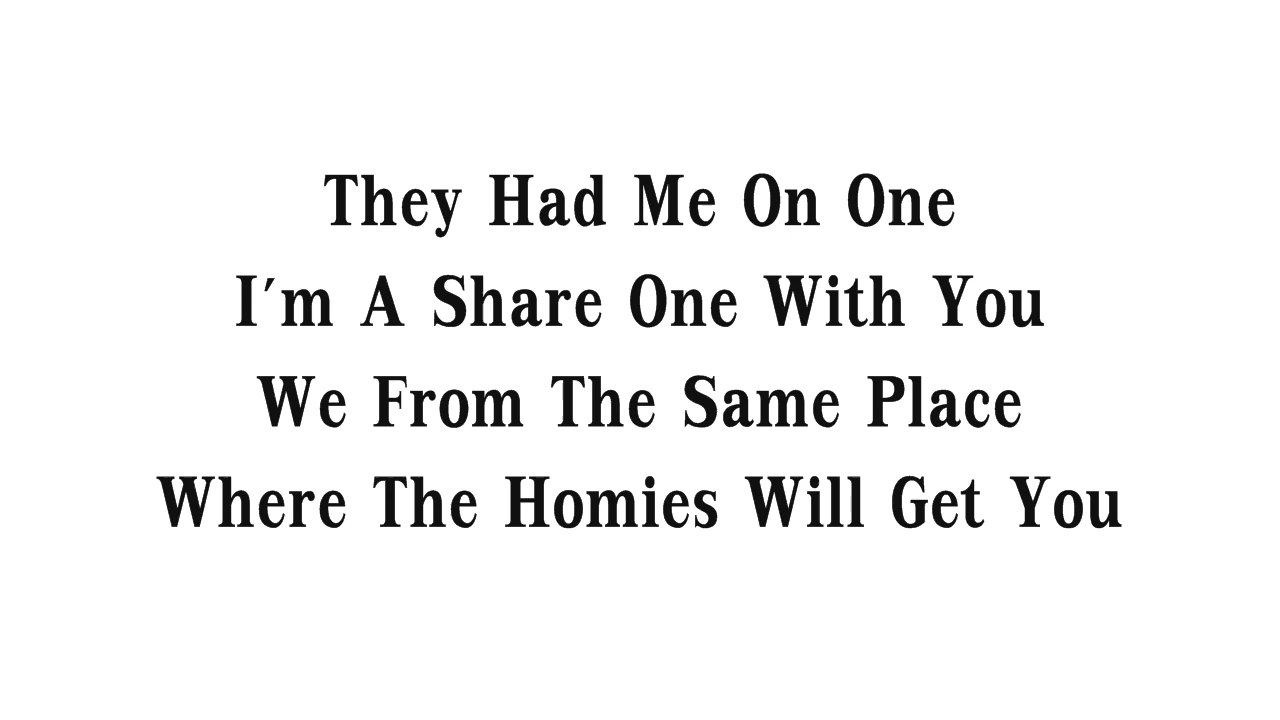 They Had Me On One
I'm A Share One With You
We From The Same Place
Where The Homies Will Get You